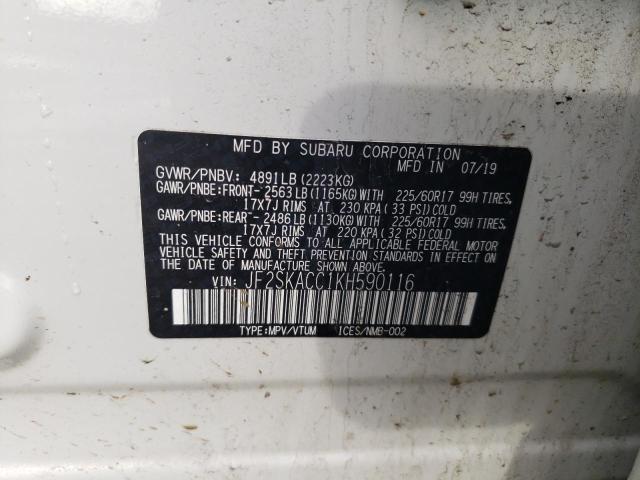 MFD BY SUBARU CORPORATION
MFD IN 07/19
GVWR/PNBV: 4891LB (2223KG)
GAWR/PNBE:FRONT- 2563LB (1165KG) WITH 225/60R17 99H TIRES,
17X7J RIMS AT 230 KPA (33 PSI) COLD
GAWR/PNBE:REAR- 2486LB (1130KG) WITH 225/60R17 99H TIRES,
17X7J RIMS AT 220 KPA (32 PSI) COLD
THIS VEHICLE CONFORMS TO ALL APPLICABLE FEDERAL MOTOR
VEHICLE SAFETY AND THEFT PREVENTION STANDARDS IN EFFECT
ON THE DATE OF MANUFACTURE SHOWN ABOVE.
VIN: JF2SKACC1KH590116
TYPE:MPV/VTUM ICES/NMB-002